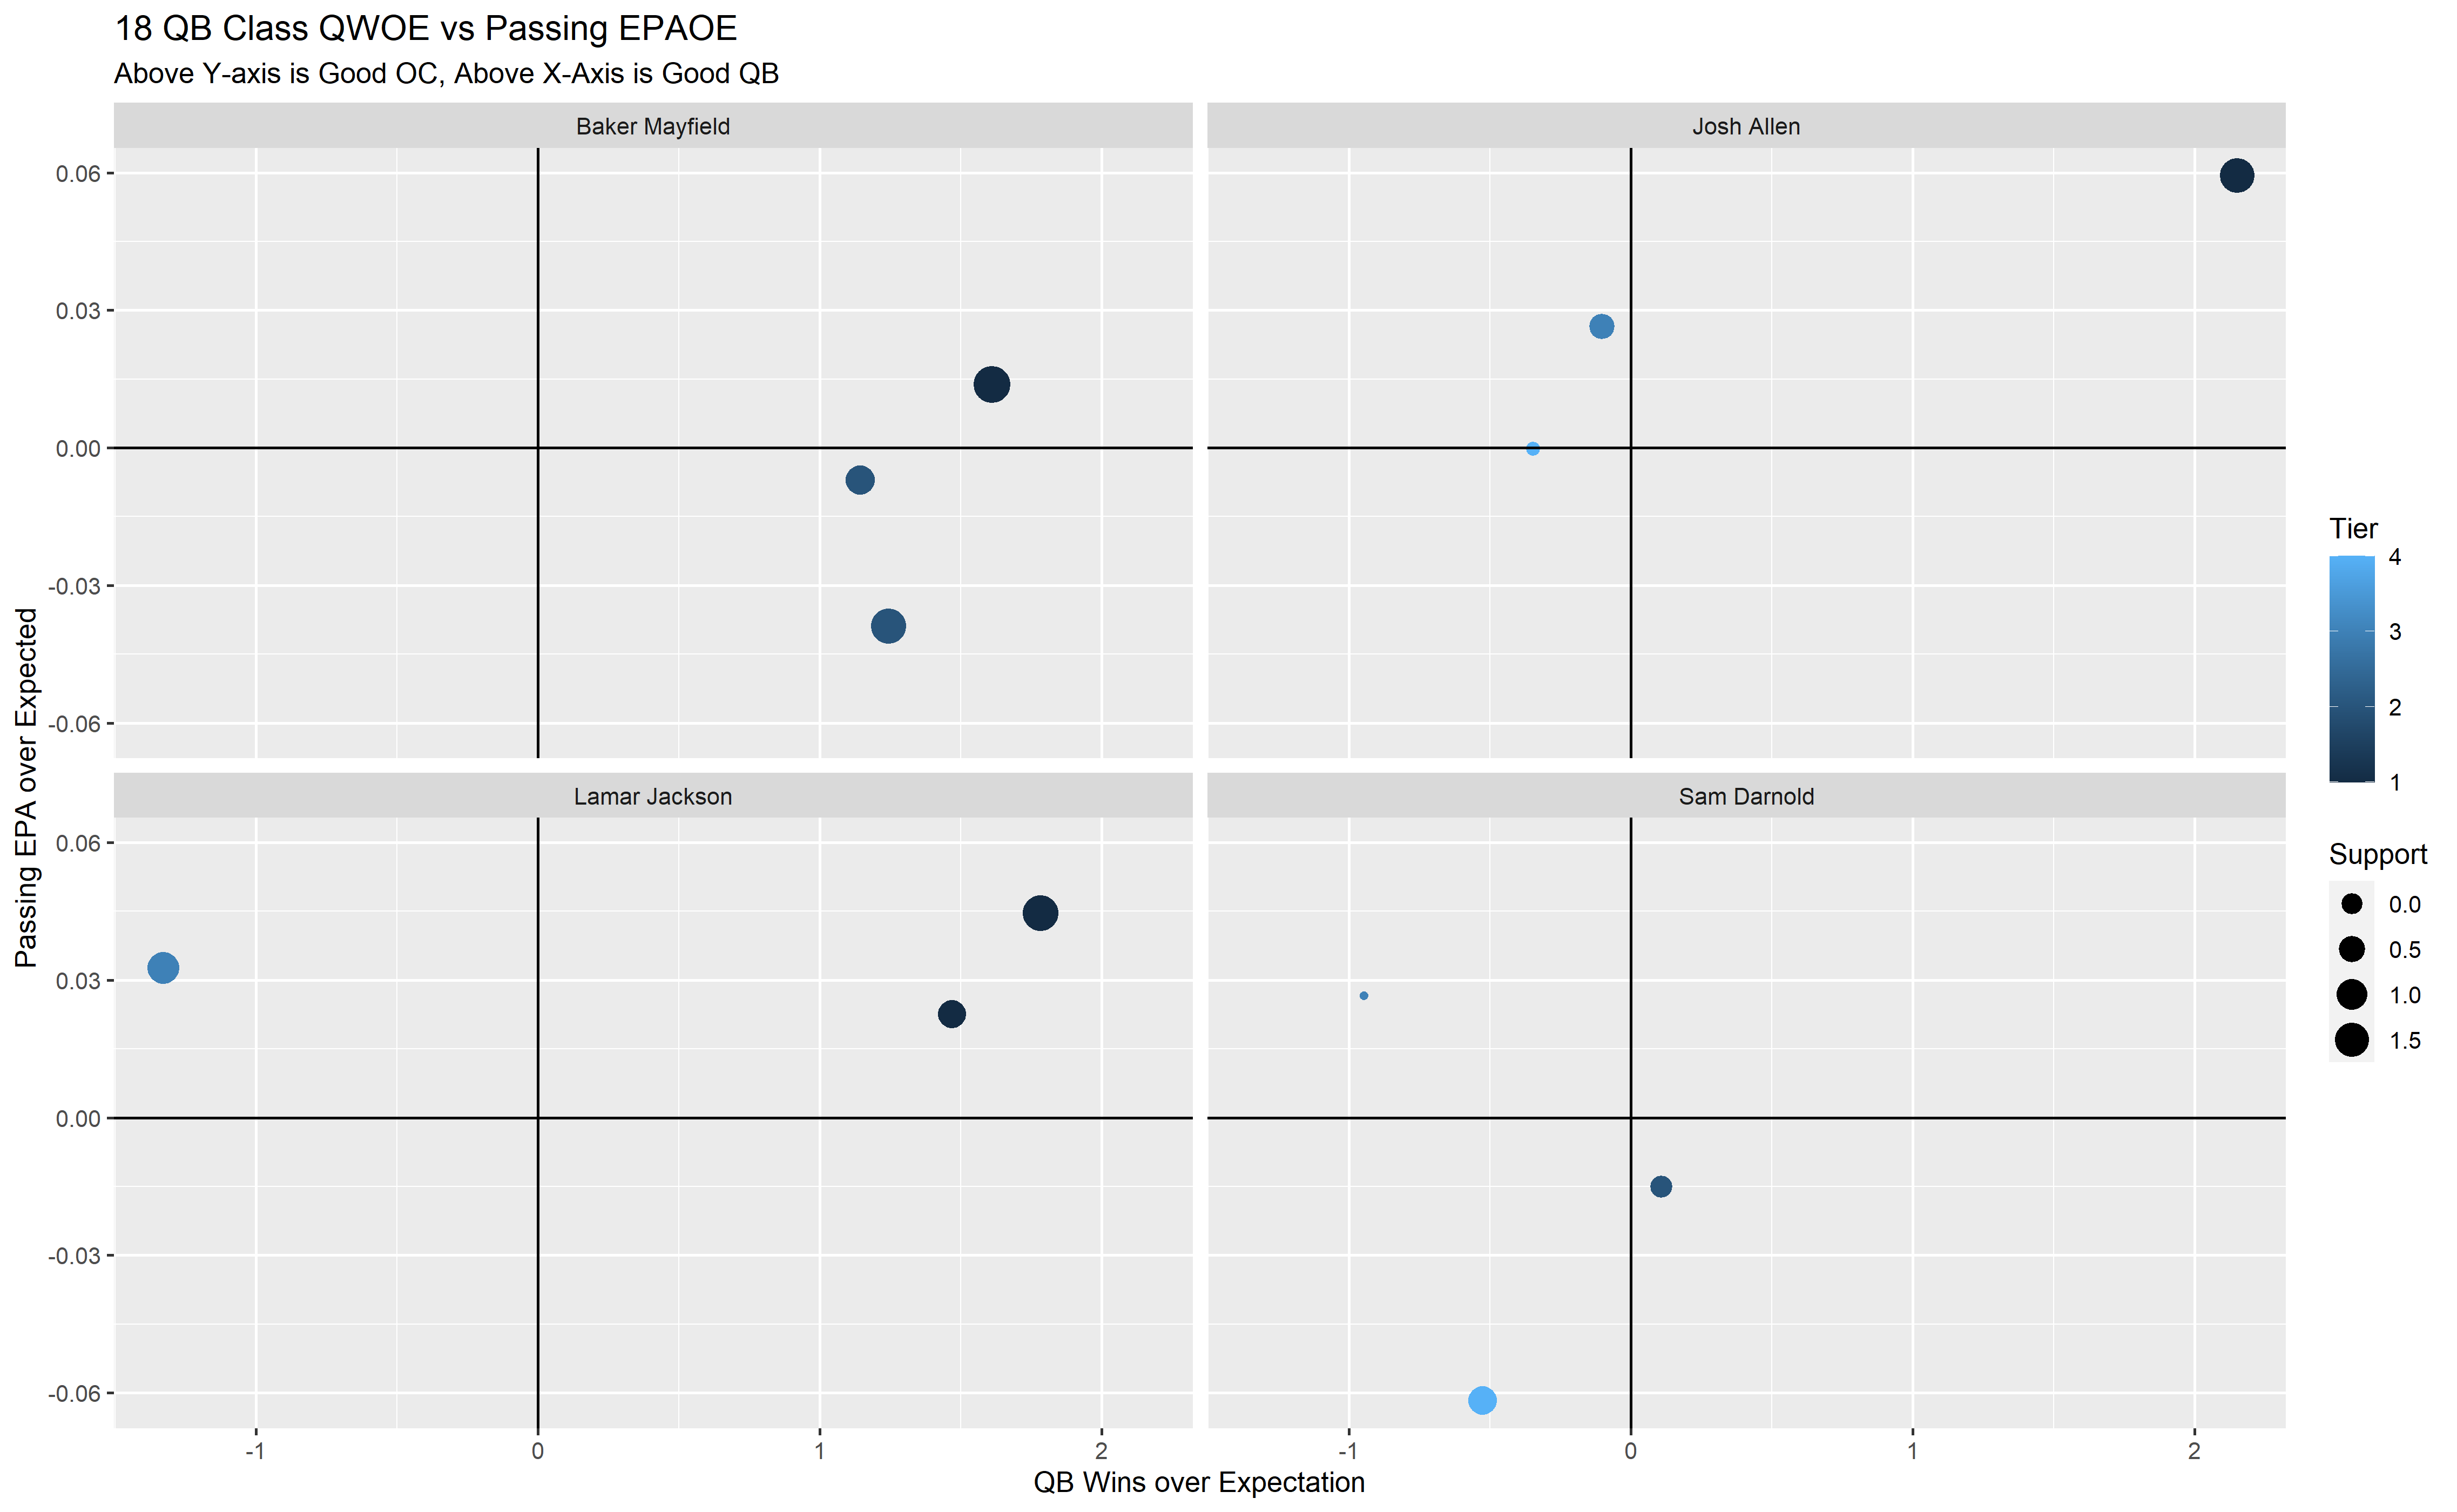 18 QB Class QWOE vs Passing EPAOE
Above Y-axis is Good OC, Above X-Axis is Good QB
Baker Mayfield
Josh Allen
0.06
0.03
0.00
-0.03
-0.06
Lamar Jackson
Sam Darnold
0.06
0.03
0.00
-0.03
-0.06
-1 0 1 2
-1 0 1 2
QB Wins over Expectation
Passing EPA over Expected
Tier
4
3
2
1
Support
0.0
0.5
1.0
1.5